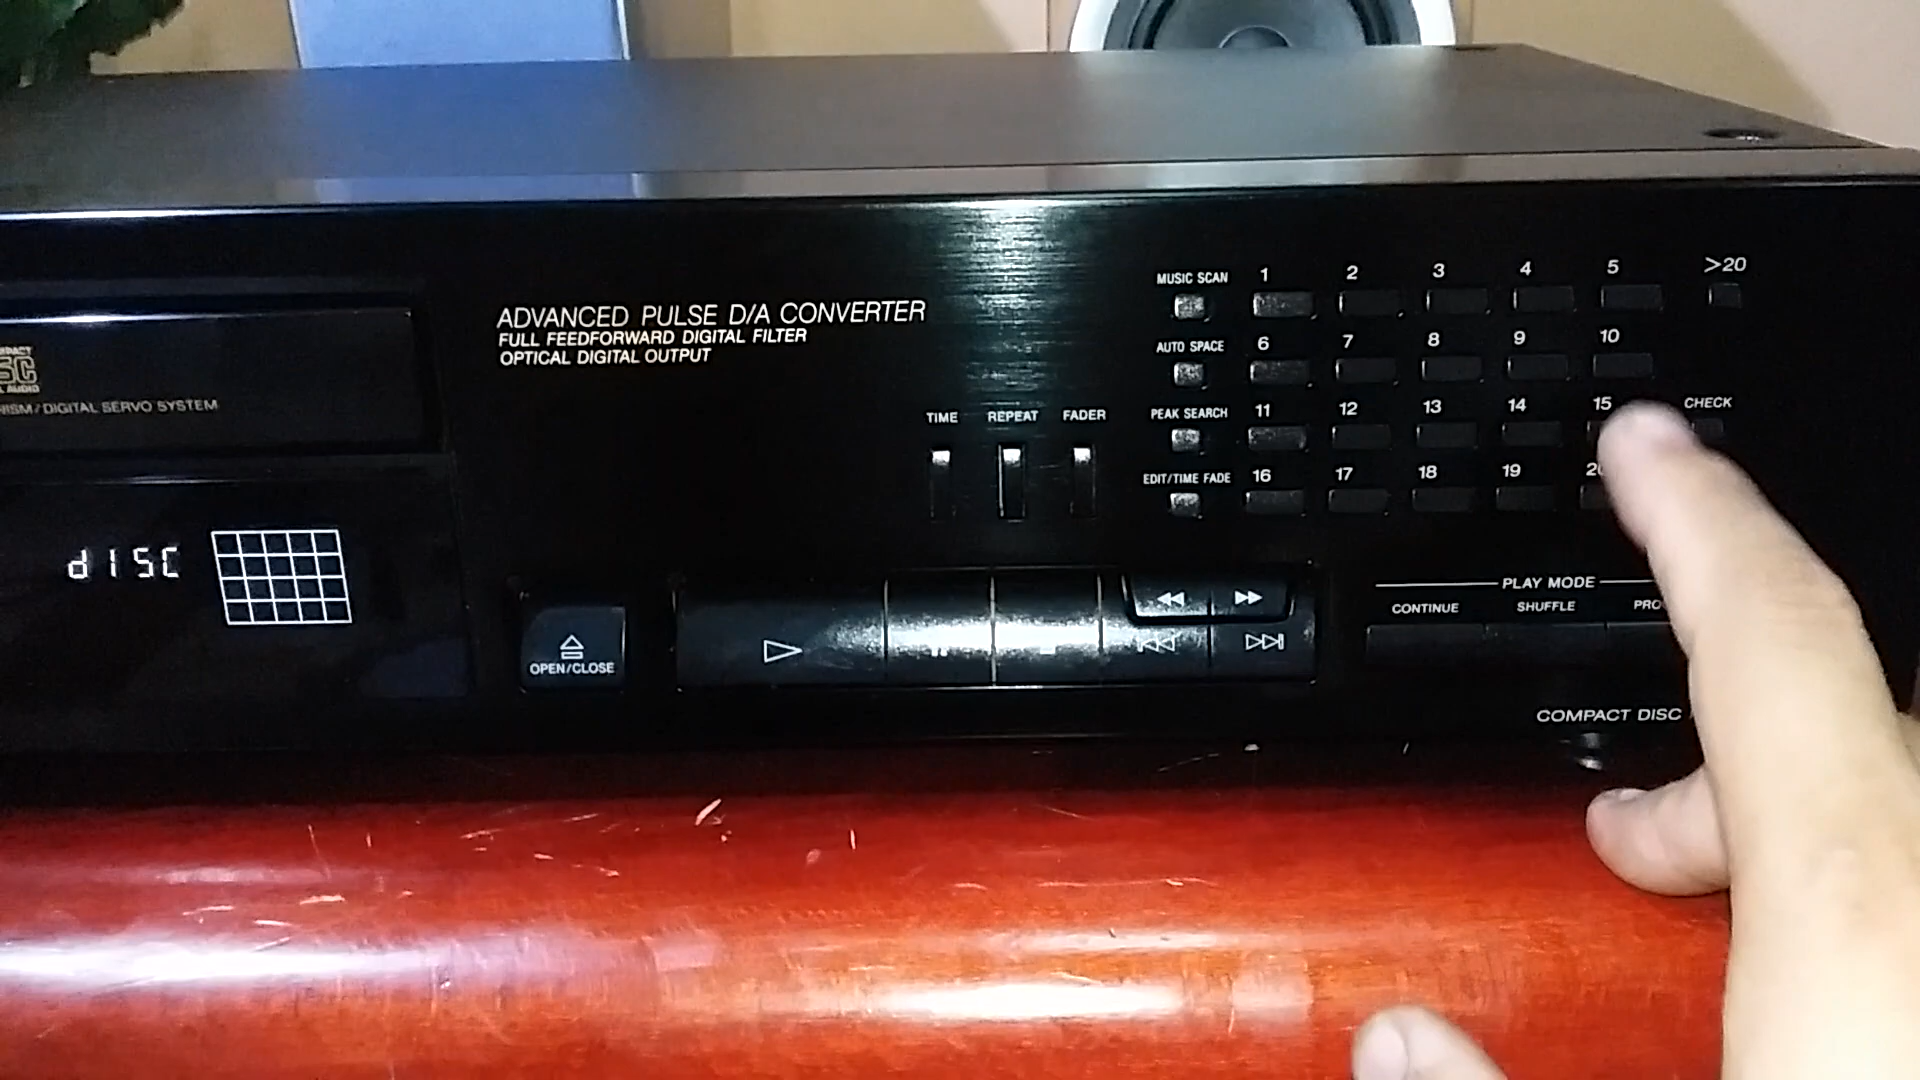 ADVANCED PULSE D/A CONVERTER
FULL FEEDFORWARD DIGITAL FILTER
OPTICAL DIGITAL OUTPUT
DIGITAL SERVO SYSTEM
dISC
TIME REPEAT FADER
MUSIC SCAN 1 2 3 4 5 >20
AUTO SPACE 6 7 8 9 10
PEAK SEARCH 11 12 13 14 15 CHECK
EDIT/TIME FADE 16 17 18 19
OPEN/CLOSE
PLAY MODE
CONTINUE SHUFFLE
COMPACT DISC